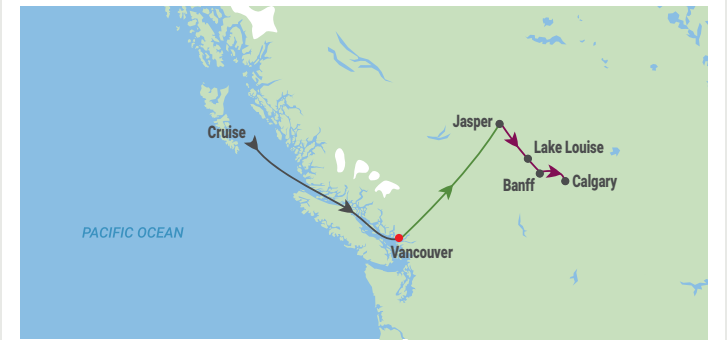 Jasper
Cruise
Lake Louise
Banff
Calgary
PACIFIC OCEAN
Vancouver